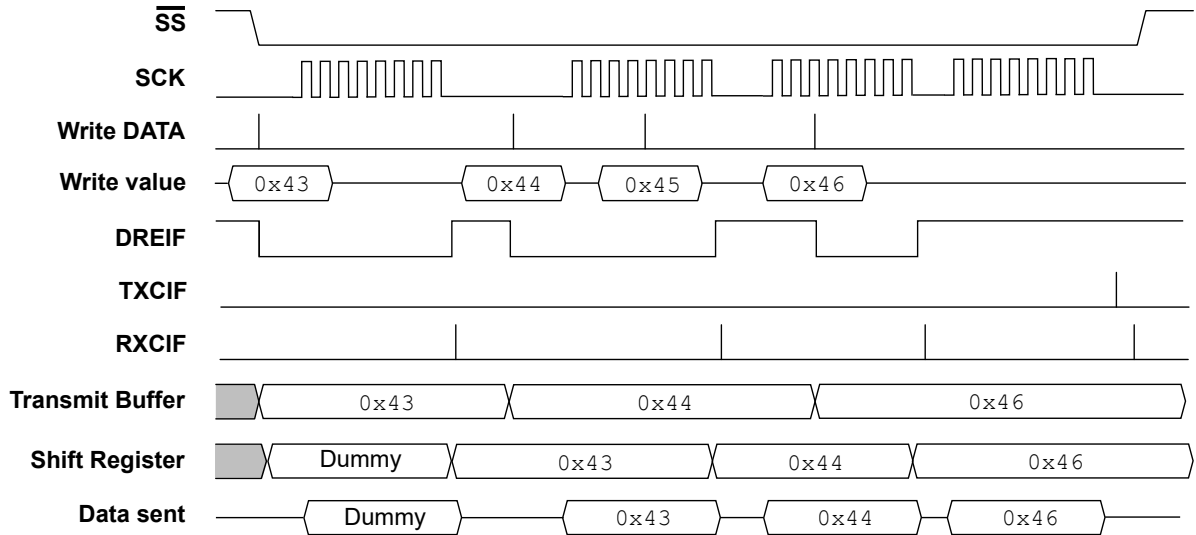 SS
SCK
Write DATA
Write value 0x43 0x44 0x45 0x46
DREIF
TXCIF
RXCIF
Transmit Buffer 0x43 0x44 0x46
Shift Register Dummy 0x43 0x44 0x46
Data sent Dummy 0x43 0x44 0x46